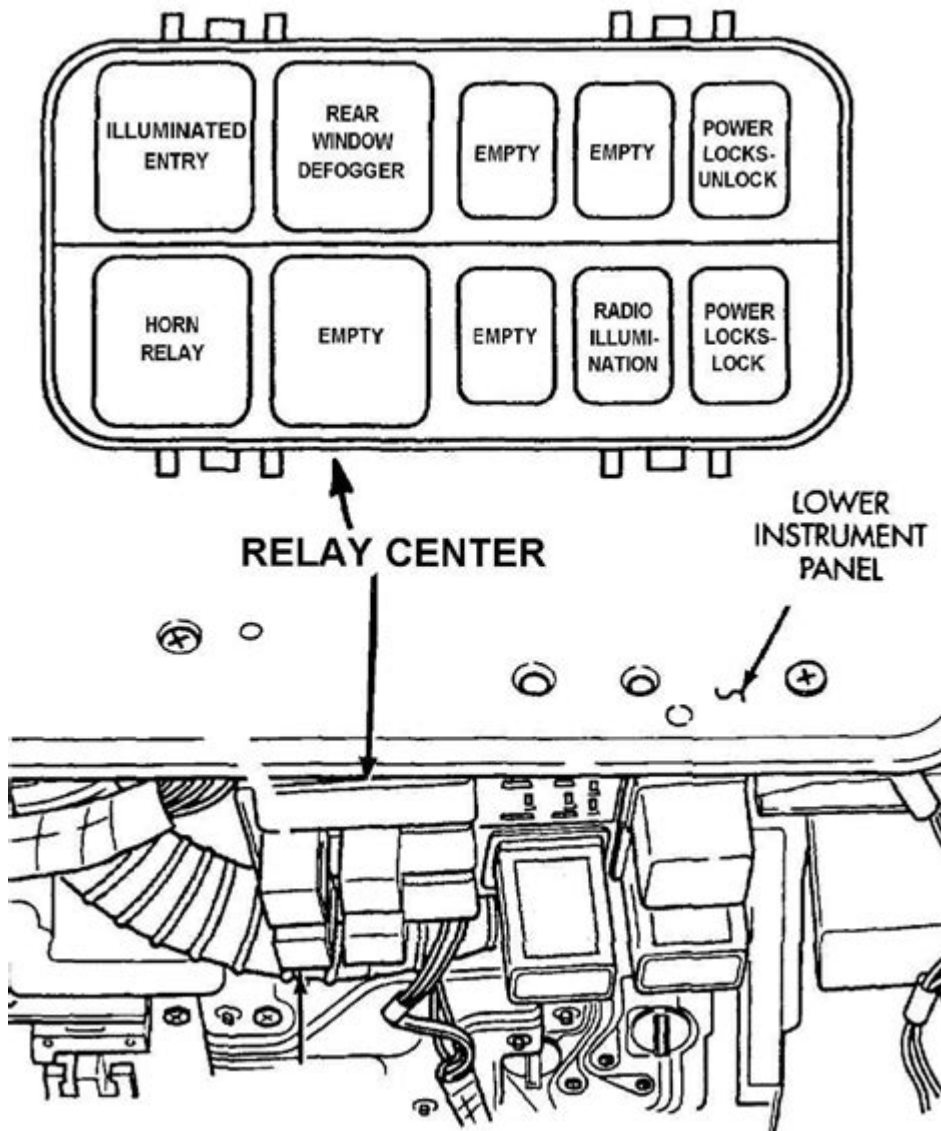 ILLUMINATED
ENTRY
REAR
WINDOW
DEFOGGER
EMPTY
EMPTY
POWER
LOCKS-
UNLOCK
HORN
RELAY
EMPTY
EMPTY
RADIO
ILLUMI-
NATION
POWER
LOCKS-
LOCK
RELAY CENTER
LOWER
INSTRUMENT
PANEL